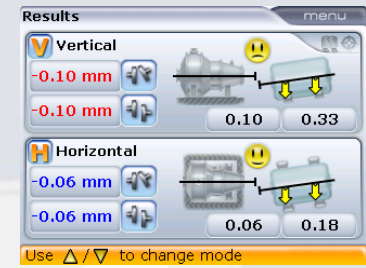 Results menu
V Vertical
-0.10 mm
-0.10 mm
0.10 0.33
H Horizontal
-0.06 mm
-0.06 mm
0.06 0.18
Use △/▽ to change mode